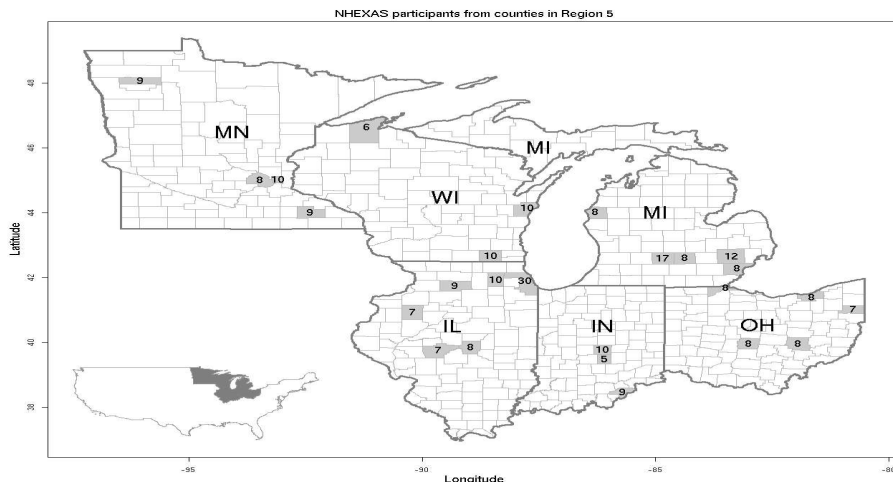 NHEXAS participants from counties in Region 5
48
46
44
42
40
38
Latitude
9
MN
8 10
9
6
WI
10
10
MI
MI
8
17 8 12
8
9 10 30
7
IL
7 8
IN
10
5
9
8
8
7
OH
8 8
−95 −90 −85 −80
Longitude